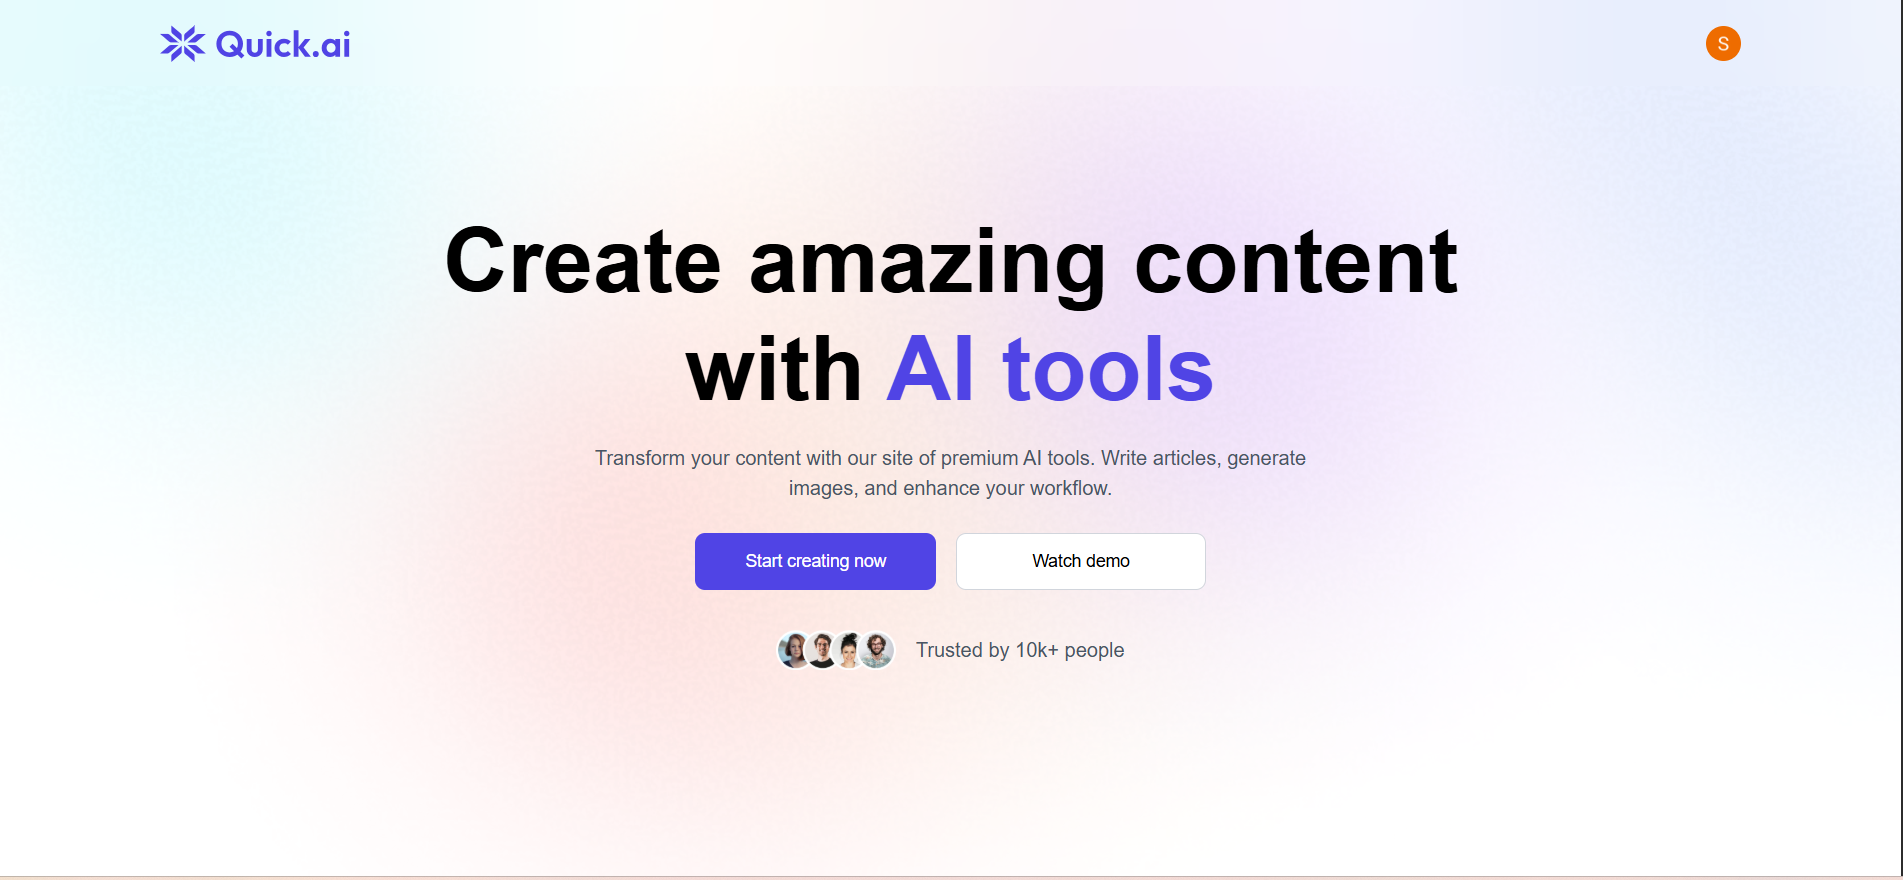 Quick.ai
S
Create amazing content
with AI tools
Transform your content with our site of premium AI tools. Write articles, generate
images, and enhance your workflow.
Start creating now
Watch demo
Trusted by 10k+ people